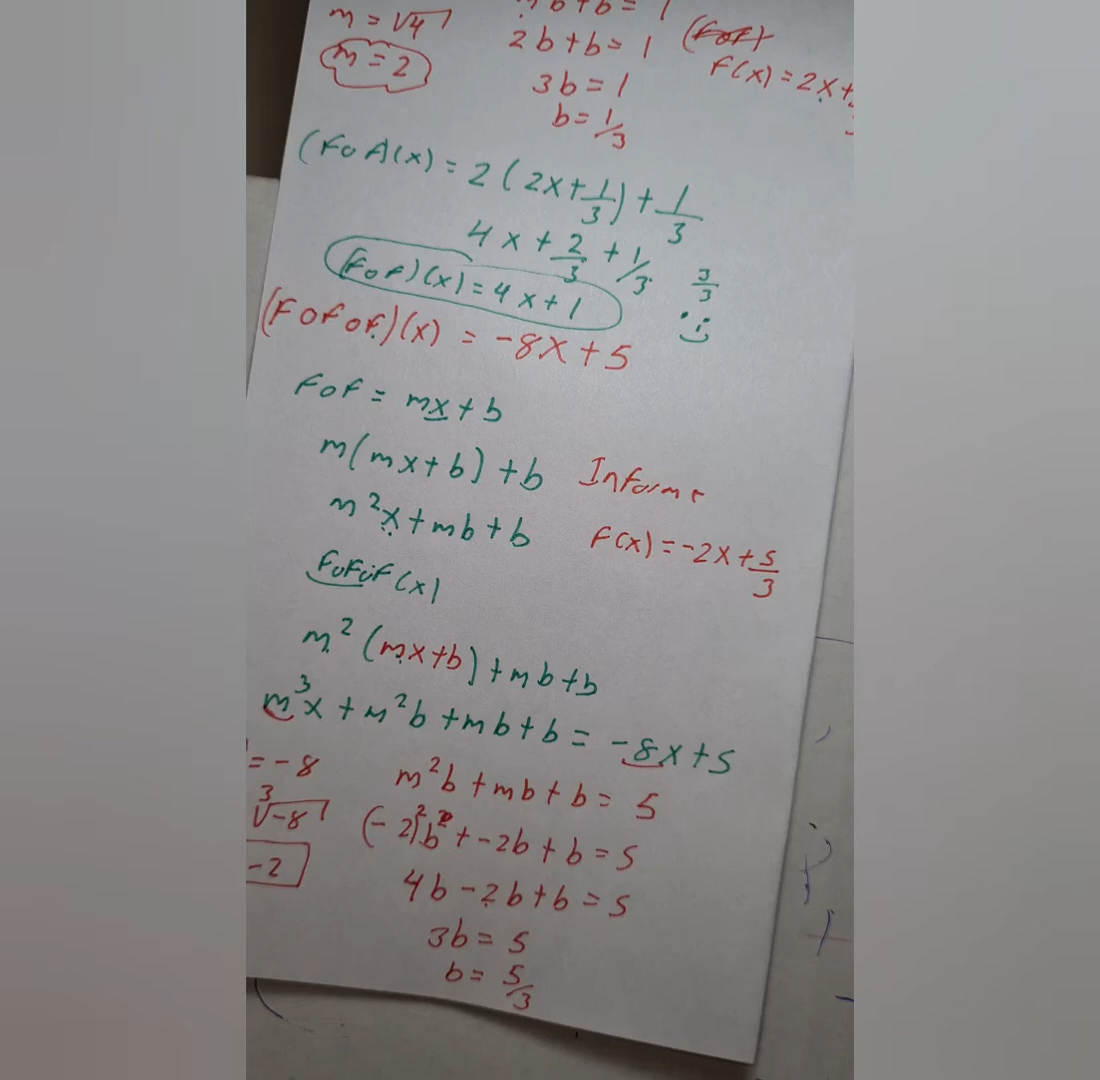 m = √4
m = 2
mb + b = 1
2b + b = 1
3b = 1
b = 1/3
F(x) = 2x +
(FoF)(x) = 2(2x + 1/3) + 1/3
4x + 2/3 + 1/3
3/3
(FoF)(x) = 4x + 1
(FoFoF)(x) = -8x + 5
FoF = mx + b
m(mx + b) + b
m²x + mb + b
Inform
F(x) = -2x + 5/3
FoFoF(x)
m²(mx + b) + mb + b
m³x + m²b + mb + b = -8x + 5
= -8
∛-8
-2
m²b + mb + b = 5
(-2)²b + -2b + b = 5
4b - 2b + b = 5
3b = 5
b = 5/3